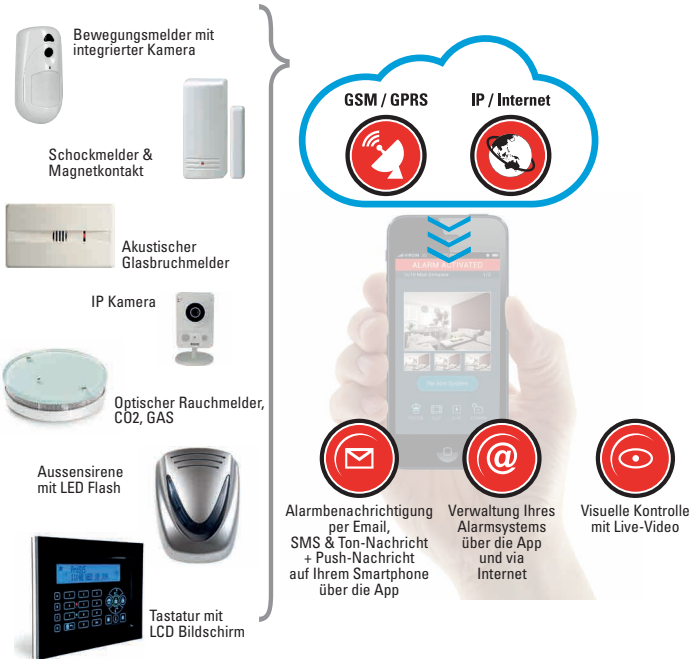 Bewegungsmelder mit
integrierter Kamera
Schockmelder &
Magnetkontakt
Akustischer
Glasbruchmelder
IP Kamera
Optischer Rauchmelder,
CO2, GAS
Aussensirene
mit LED Flash
Tastatur mit
LCD Bildschirm
GSM / GPRS
IP / Internet
ALARM ACTIVATED
Alarmbenachrichtigung
per Email,
SMS & Ton-Nachricht
+ Push-Nachricht
auf Ihrem Smartphone
über die App
Verwaltung Ihres
Alarmsystems
über die App
und via
Internet
Visuelle Kontrolle
mit Live-Video